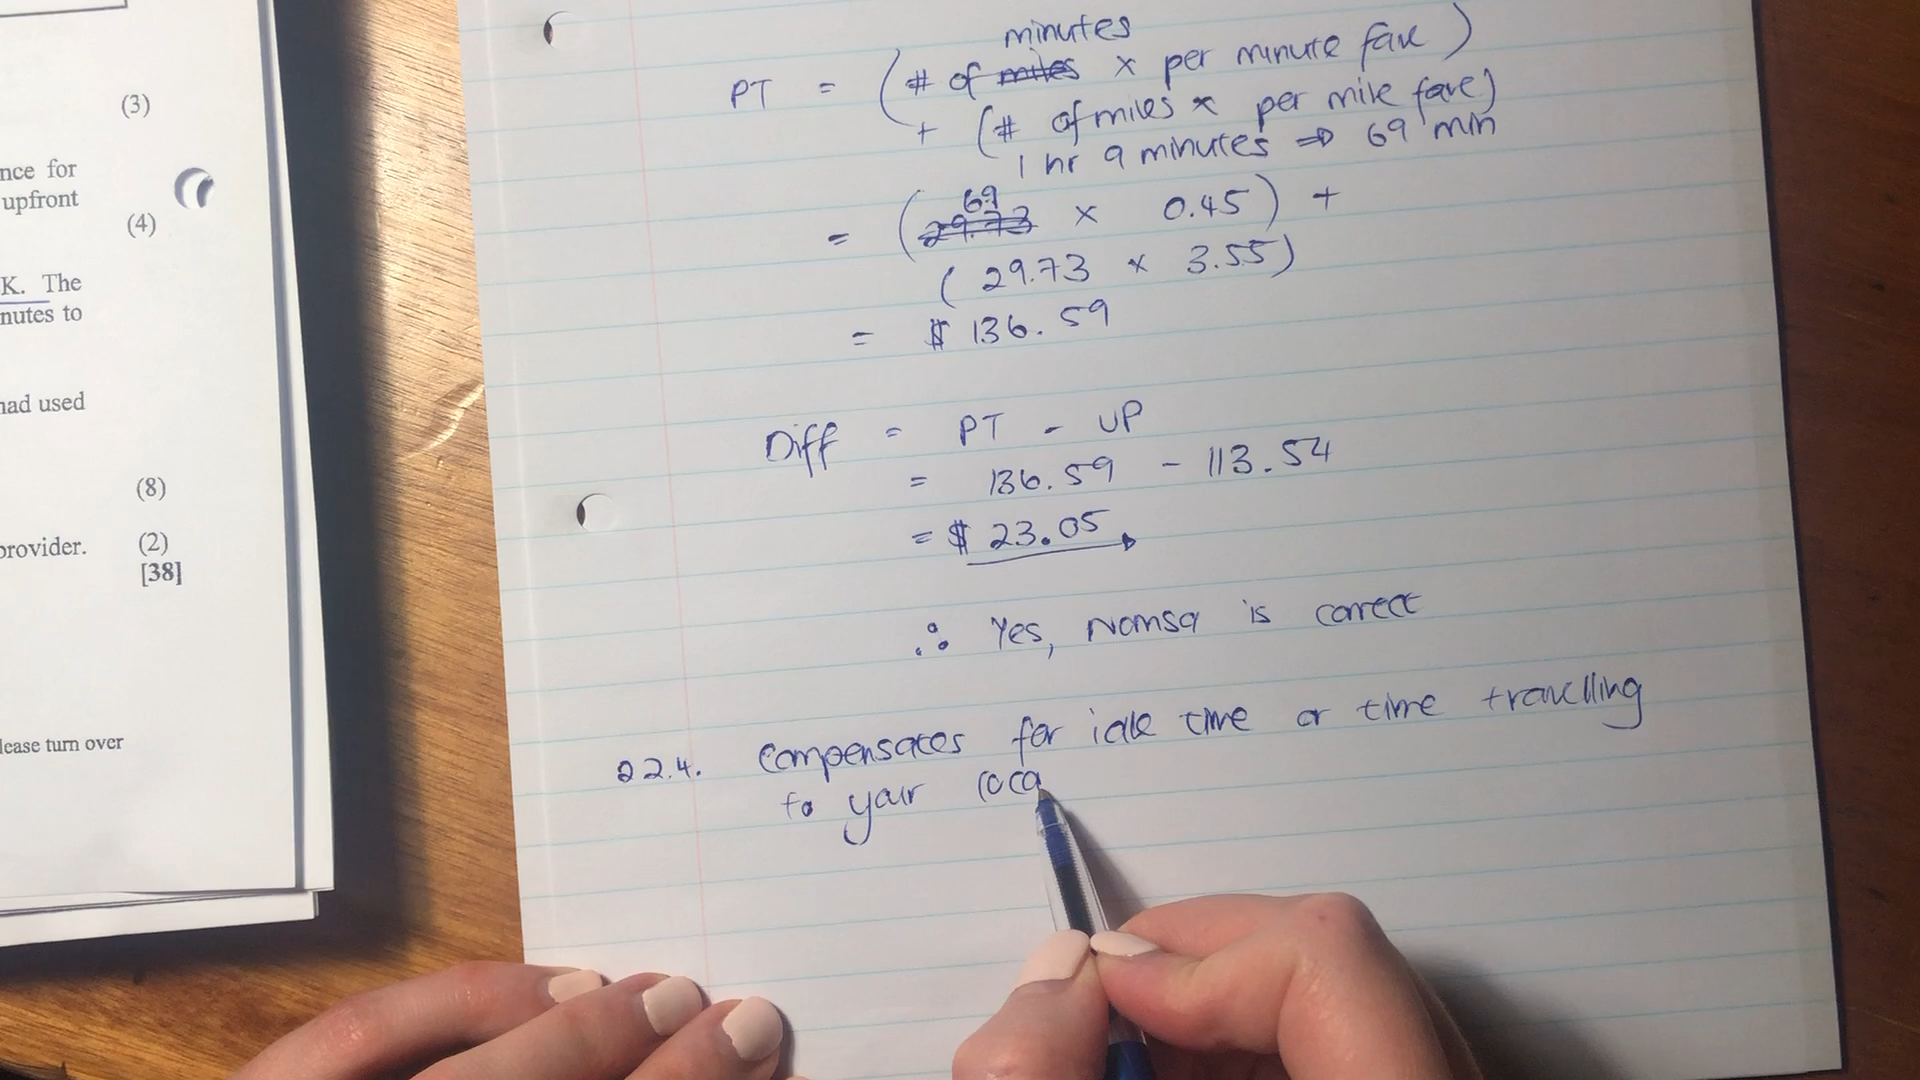 (3)
nce for
upfront
(4)
K. The
nutes to
had used
(8)
provider. (2)
[38]
lease turn over
minutes
PT = (# of miles x per minute fare)
+ (# of miles x per mile fare)
1 hr 9 minutes ⇒ 69 min
69
= (29.73 x 0.45) +
(29.73 x 3.55)
= $ 136.59
Diff = PT - UP
= 136.59 - 113.54
= $ 23.05
∴ Yes, Nomsa is correct
22.4. Compensates for idle time or time travelling
to your loca